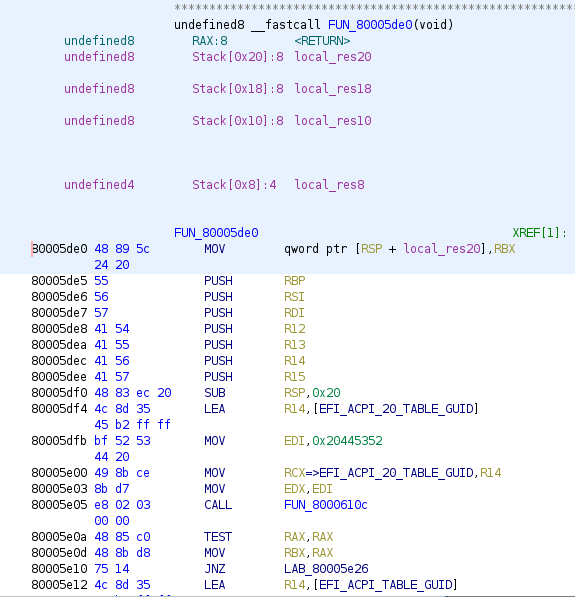 ************************************************************
undefined8 __fastcall FUN_80005de0(void)
undefined8 RAX:8 <RETURN>
undefined8 Stack[0x20]:8 local_res20
undefined8 Stack[0x18]:8 local_res18
undefined8 Stack[0x10]:8 local_res10
undefined4 Stack[0x8]:4 local_res8
FUN_80005de0 XREF[1]:
80005de0 48 89 5c MOV qword ptr [RSP + local_res20],RBX
24 20
80005de5 55 PUSH RBP
80005de6 56 PUSH RSI
80005de7 57 PUSH RDI
80005de8 41 54 PUSH R12
80005dea 41 55 PUSH R13
80005dec 41 56 PUSH R14
80005dee 41 57 PUSH R15
80005df0 48 83 ec 20 SUB RSP,0x20
80005df4 4c 8d 35 LEA R14,[EFI_ACPI_20_TABLE_GUID]
45 b2 ff ff
80005dfb bf 52 53 MOV EDI,0x20445352
44 20
80005e00 49 8b ce MOV RCX=>EFI_ACPI_20_TABLE_GUID,R14
80005e03 8b d7 MOV EDX,EDI
80005e05 e8 02 03 CALL FUN_8000610c
00 00
80005e0a 48 85 c0 TEST RAX,RAX
80005e0d 48 8b d8 MOV RBX,RAX
80005e10 75 14 JNZ LAB_80005e26
80005e12 4c 8d 35 LEA R14,[EFI_ACPI_TABLE_GUID]